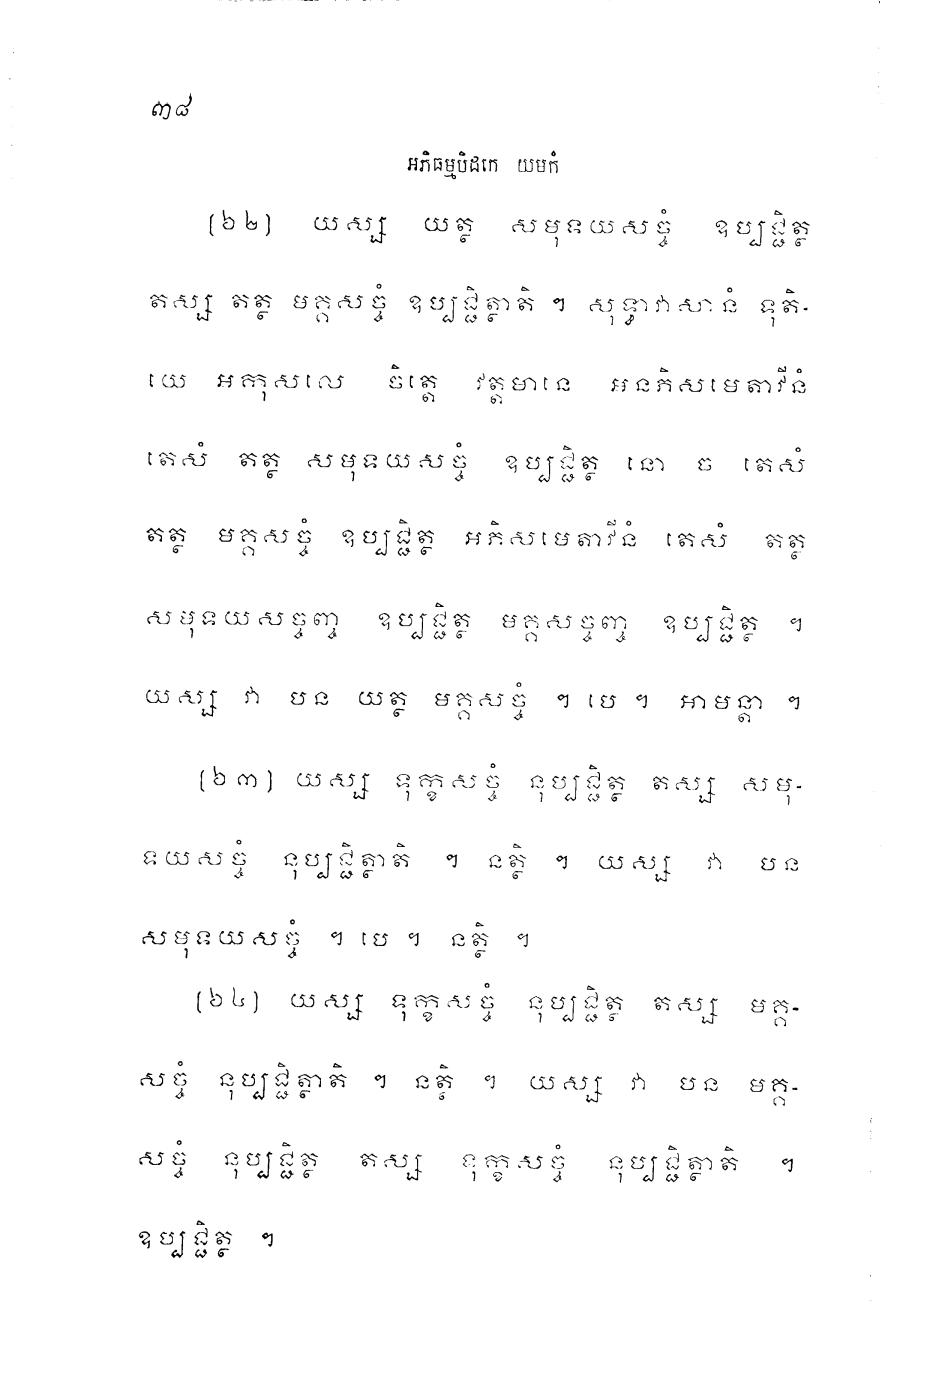 ៣៨
អភិធម្មបិដកេ យមកំ
(៦២) យស្ស យត្ថ សមុទយសច្ចំ ឧប្បជ្ជិត្ថ
តស្ស តត្ថ មគ្គសច្ចំ ឧប្បជ្ជិត្ថាតិ ។ សុទ្ធាវាសានំ ទុតិ-
យេ អកុសលេ ចិត្តេ វត្តមានេ អនភិសមេតាវីនំ
តេសំ តត្ថ សមុទយសច្ចំ ឧប្បជ្ជិត្ថ នោ ច តេសំ
តត្ថ មគ្គសច្ចំ ឧប្បជ្ជិត្ថ អភិសមេតាវីនំ តេសំ តត្ថ
សមុទយសច្ចញ្ច ឧប្បជ្ជិត្ថ មគ្គសច្ចញ្ច ឧប្បជ្ជិត្ថ ។
យស្ស វា បន យត្ថ មគ្គសច្ចំ ។ បេ ។ អាមន្តា ។
(៦៣) យស្ស ទុក្ខសច្ចំ នុប្បជ្ជិត្ថ តស្ស សមុ-
ទយសច្ចំ នុប្បជ្ជិត្ថាតិ ។ នត្ថិ ។ យស្ស វា បន
សមុទយសច្ចំ ។ បេ ។ នត្ថិ ។
(៦៤) យស្ស ទុក្ខសច្ចំ នុប្បជ្ជិត្ថ តស្ស មគ្គ-
សច្ចំ នុប្បជ្ជិត្ថាតិ ។ នត្ថិ ។ យស្ស វា បន មគ្គ-
សច្ចំ នុប្បជ្ជិត្ថ តស្ស ទុក្ខសច្ចំ នុប្បជ្ជិត្ថាតិ ។
ឧប្បជ្ជិត្ថ ។